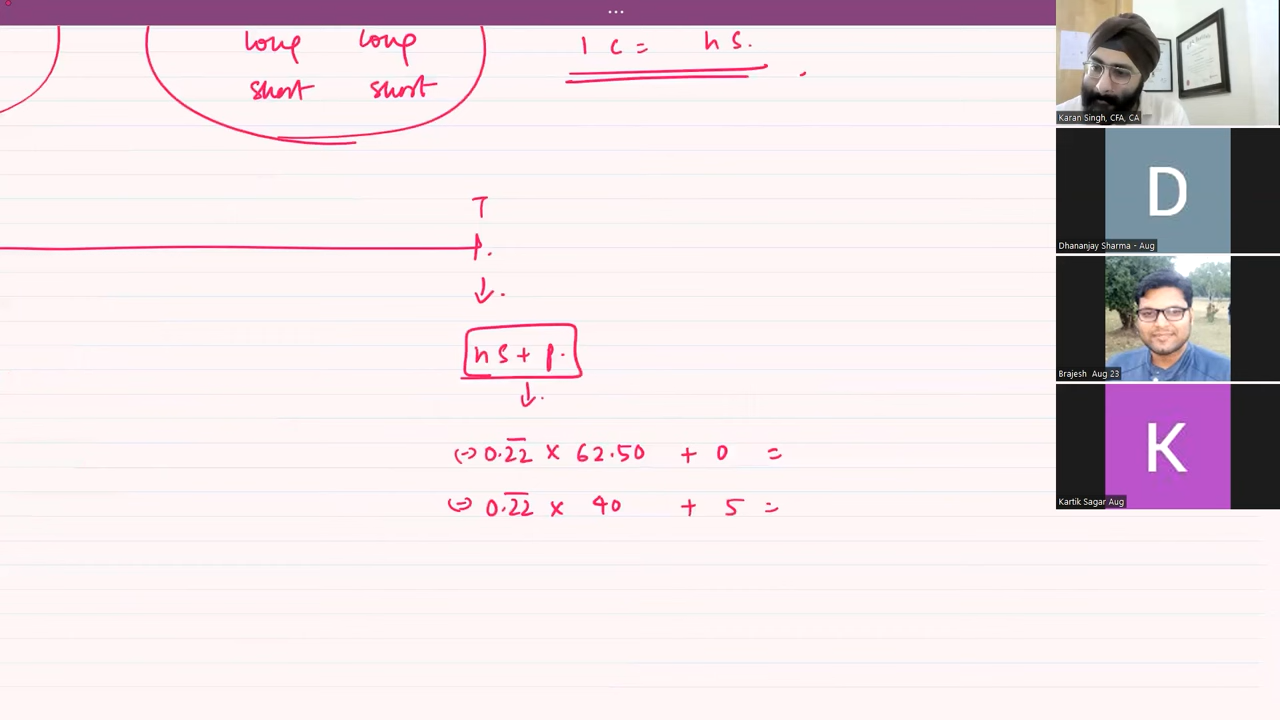 ...
long long
short short
1 c = h S.
T
hS + p.
(-) 0.22 × 62.50 + 0 =
(-) 0.22 × 40 + 5 =
Karan Singh, CFA, CA
D
Dhananjay Sharma - Aug
Brajesh Aug 23
K
Kartik Sagar Aug